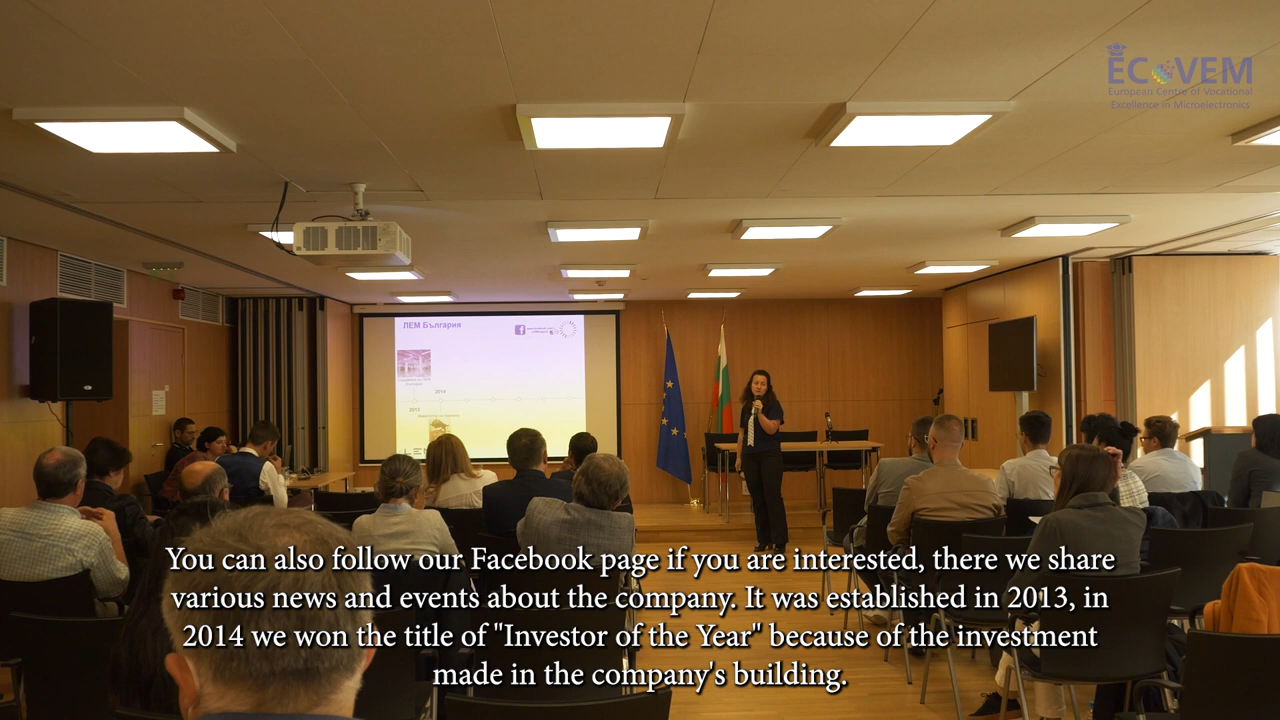 ECOVEM
European Centre of Vocational
Excellence in Microelectronics
ЛЕМ България
2014
2013
You can also follow our Facebook page if you are interested, there we share
various news and events about the company. It was established in 2013, in
2014 we won the title of "Investor of the Year" because of the investment
made in the company's building.